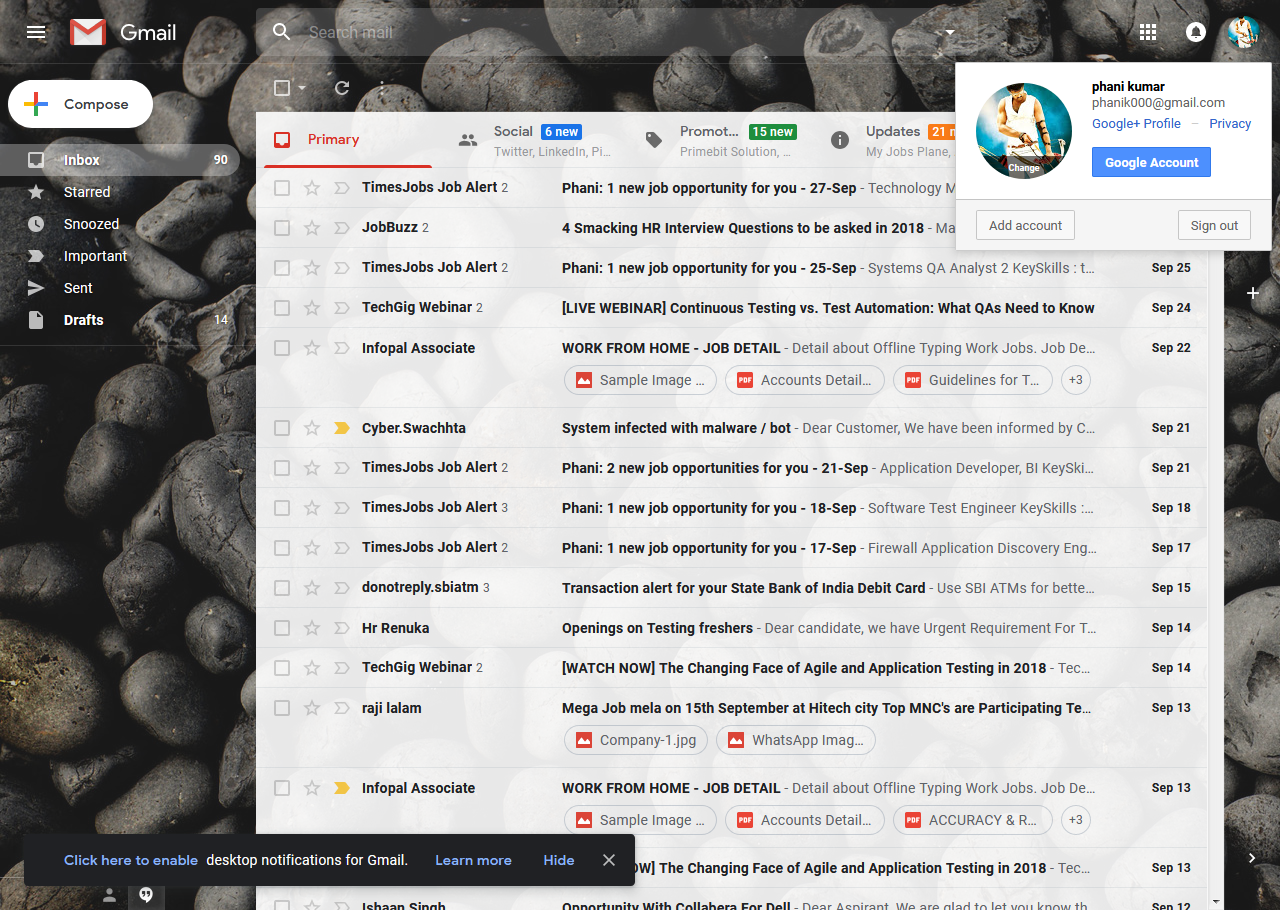 Gmail
Search mail
Compose
Inbox 90
Starred
Snoozed
Important
Sent
Drafts 14
Primary
Social 6 new
Twitter, LinkedIn, Pi…
Promot… 15 new
Primebit Solution, …
Updates 21 n
My Jobs Plane,
phani kumar
phanik000@gmail.com
Google+ Profile – Privacy
Change
Google Account
Add account Sign out
TimesJobs Job Alert 2 Phani: 1 new job opportunity for you - 27-Sep - Technology M
JobBuzz 2 4 Smacking HR Interview Questions to be asked in 2018 - Ma
TimesJobs Job Alert 2 Phani: 1 new job opportunity for you - 25-Sep - Systems QA Analyst 2 KeySkills : t… Sep 25
TechGig Webinar 2 [LIVE WEBINAR] Continuous Testing vs. Test Automation: What QAs Need to Know Sep 24
Infopal Associate WORK FROM HOME - JOB DETAIL - Detail about Offline Typing Work Jobs. Job De… Sep 22
Sample Image … PDF Accounts Detail… PDF Guidelines for T… +3
Cyber.Swachhta System infected with malware / bot - Dear Customer, We have been informed by C… Sep 21
TimesJobs Job Alert 2 Phani: 2 new job opportunities for you - 21-Sep - Application Developer, BI KeySki… Sep 21
TimesJobs Job Alert 3 Phani: 1 new job opportunity for you - 18-Sep - Software Test Engineer KeySkills :… Sep 18
TimesJobs Job Alert 2 Phani: 1 new job opportunity for you - 17-Sep - Firewall Application Discovery Eng… Sep 17
donotreply.sbiatm 3 Transaction alert for your State Bank of India Debit Card - Use SBI ATMs for bette… Sep 15
Hr Renuka Openings on Testing freshers - Dear candidate, we have Urgent Requirement For T… Sep 14
TechGig Webinar 2 [WATCH NOW] The Changing Face of Agile and Application Testing in 2018 - Tec… Sep 14
raji lalam Mega Job mela on 15th September at Hitech city Top MNC's are Participating Te… Sep 13
Company-1.jpg WhatsApp Imag…
Infopal Associate WORK FROM HOME - JOB DETAIL - Detail about Offline Typing Work Jobs. Job De… Sep 13
Sample Image … PDF Accounts Detail… PDF ACCURACY & R… +3
OW] The Changing Face of Agile and Application Testing in 2018 - Tec… Sep 13
Click here to enable desktop notifications for Gmail. Learn more Hide
Ishaan Singh Opportunity With Collabera For Dell - Dear Aspirant, We are glad to let you know th… Sep 12